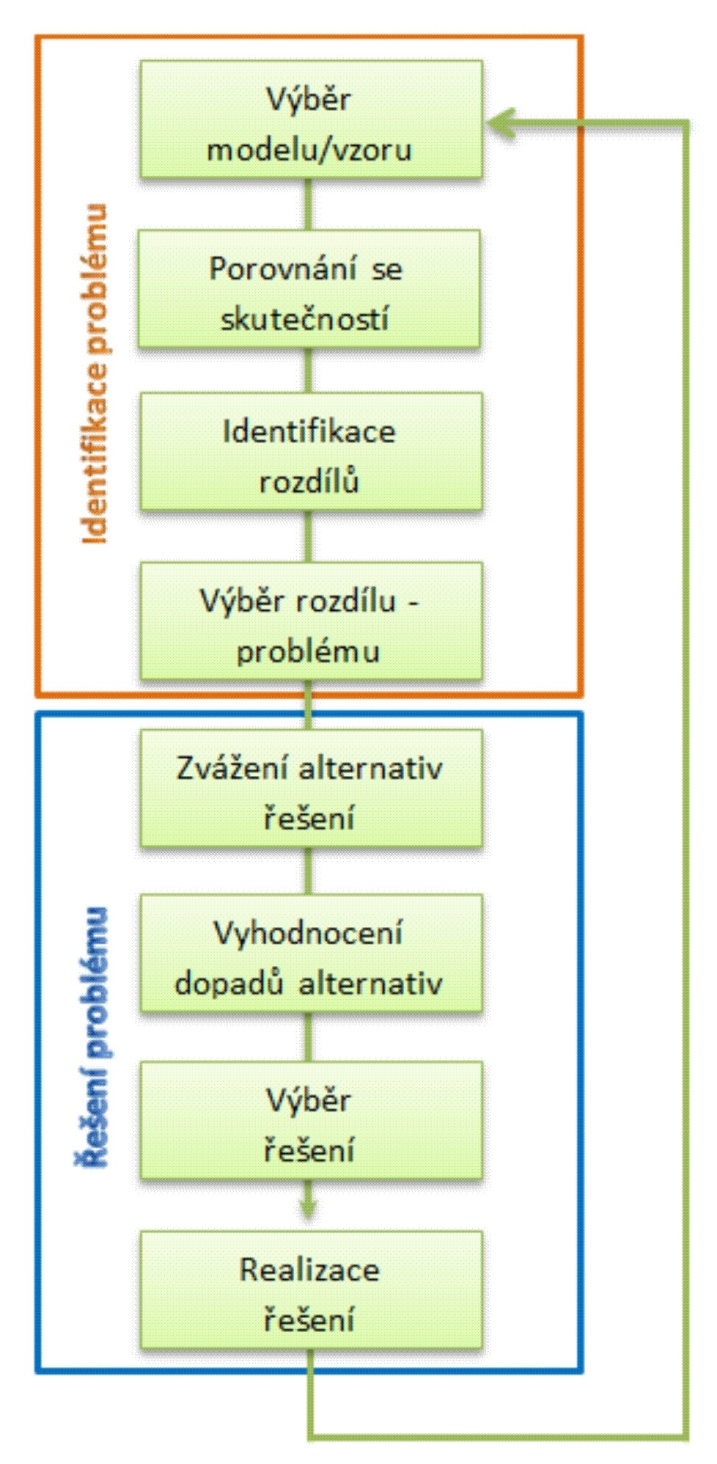 Identifikace problému
Výběr
modelu/vzoru
Porovnání se
skutečností
Identifikace
rozdílů
Výběr rozdílu -
problému
Řešení problému
Zvážení alternativ
řešení
Vyhodnocení
dopadů alternativ
Výběr
řešení
Realizace
řešení